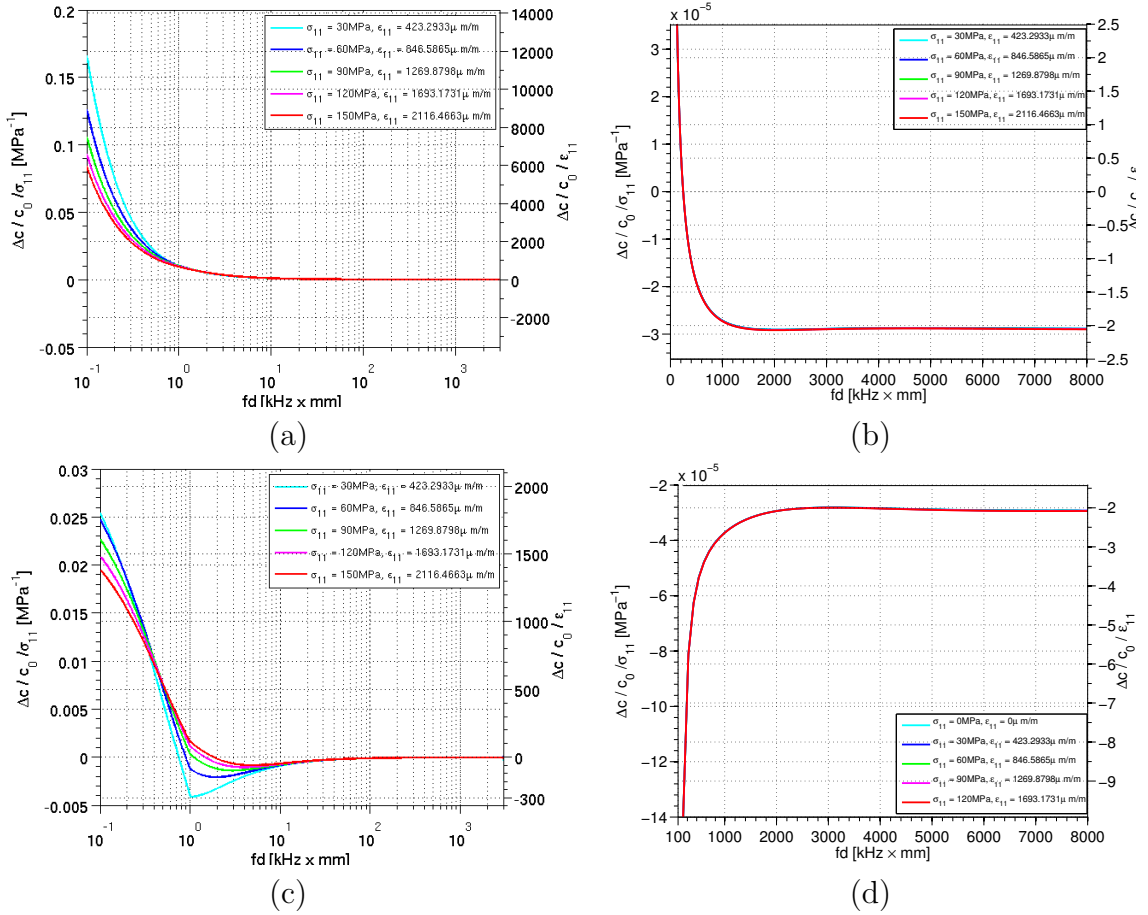 σ11 = 30MPa, ε11 = 423.2933μ m/m
σ11 = 60MPa, ε11 = 846.5865μ m/m
σ11 = 90MPa, ε11 = 1269.8798μ m/m
σ11 = 120MPa, ε11 = 1693.1731μ m/m
σ11 = 150MPa, ε11 = 2116.4663μ m/m
0.2
0.15
0.1
0.05
0
-0.05
Δc / c0 /σ11 [MPa-1]
14000
12000
10000
8000
6000
4000
2000
0
-2000
Δc / c0 / ε11
10-1
100
101
102
103
fd [kHz x mm]
(a)
x 10-5
σ11 = 30MPa, ε11 = 423.2933μ m/m
σ11 = 60MPa, ε11 = 846.5865μ m/m
σ11 = 90MPa, ε11 = 1269.8798μ m/m
σ11 = 120MPa, ε11 = 1693.1731μ m/m
σ11 = 150MPa, ε11 = 2116.4663μ m/m
3
2
1
0
−1
−2
−3
Δc / c0 /σ11 [MPa−1]
2.5
2
1.5
1
0.5
0
−0.5
−1
−1.5
−2
−2.5
0 1000 2000 3000 4000 5000 6000 7000 8000
fd [kHz × mm]
(b)
σ11 = 30MPa, ε11 = 423.2933μ m/m
σ11 = 60MPa, ε11 = 846.5865μ m/m
σ11 = 90MPa, ε11 = 1269.8798μ m/m
σ11 = 120MPa, ε11 = 1693.1731μ m/m
σ11 = 150MPa, ε11 = 2116.4663μ m/m
0.03
0.025
0.02
0.015
0.01
0.005
0
-0.005
Δc / c0 /σ11 [MPa-1]
2000
1500
1000
500
0
-300
Δc / c0 / ε11
10-1
100
101
102
103
fd [kHz x mm]
(c)
x 10-5
−2
−4
−6
−8
−10
−12
−14
Δc / c0 /σ11 [MPa−1]
−2
−3
−4
−5
−6
−7
−8
−9
Δc / c0 / ε11
σ11 = 0MPa, ε11 = 0μ m/m
σ11 = 30MPa, ε11 = 423.2933μ m/m
σ11 = 60MPa, ε11 = 846.5865μ m/m
σ11 = 90MPa, ε11 = 1269.8798μ m/m
σ11 = 120MPa, ε11 = 1693.1731μ m/m
100 1000 2000 3000 4000 5000 6000 7000 8000
fd [kHz × mm]
(d)